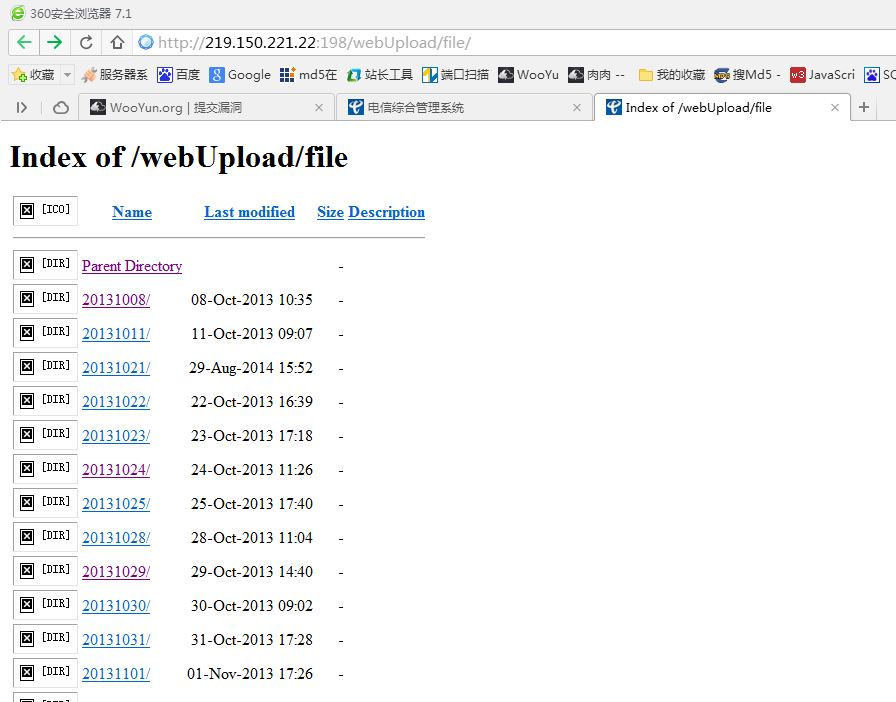 360安全浏览器 7.1
http://219.150.221.22:198/webUpload/file/
收藏 服务器系 百度 Google md5在 站长工具 端口扫描 WooYu 肉肉 -- 我的收藏 搜Md5 - JavaScri SQ
WooYun.org | 提交漏洞 × 电信综合管理系统 × Index of /webUpload/file × +
Index of /webUpload/file
[ICO] Name Last modified Size Description
[DIR] Parent Directory -
[DIR] 20131008/ 08-Oct-2013 10:35 -
[DIR] 20131011/ 11-Oct-2013 09:07 -
[DIR] 20131021/ 29-Aug-2014 15:52 -
[DIR] 20131022/ 22-Oct-2013 16:39 -
[DIR] 20131023/ 23-Oct-2013 17:18 -
[DIR] 20131024/ 24-Oct-2013 11:26 -
[DIR] 20131025/ 25-Oct-2013 17:40 -
[DIR] 20131028/ 28-Oct-2013 11:04 -
[DIR] 20131029/ 29-Oct-2013 14:40 -
[DIR] 20131030/ 30-Oct-2013 09:02 -
[DIR] 20131031/ 31-Oct-2013 17:28 -
[DIR] 20131101/ 01-Nov-2013 17:26 -